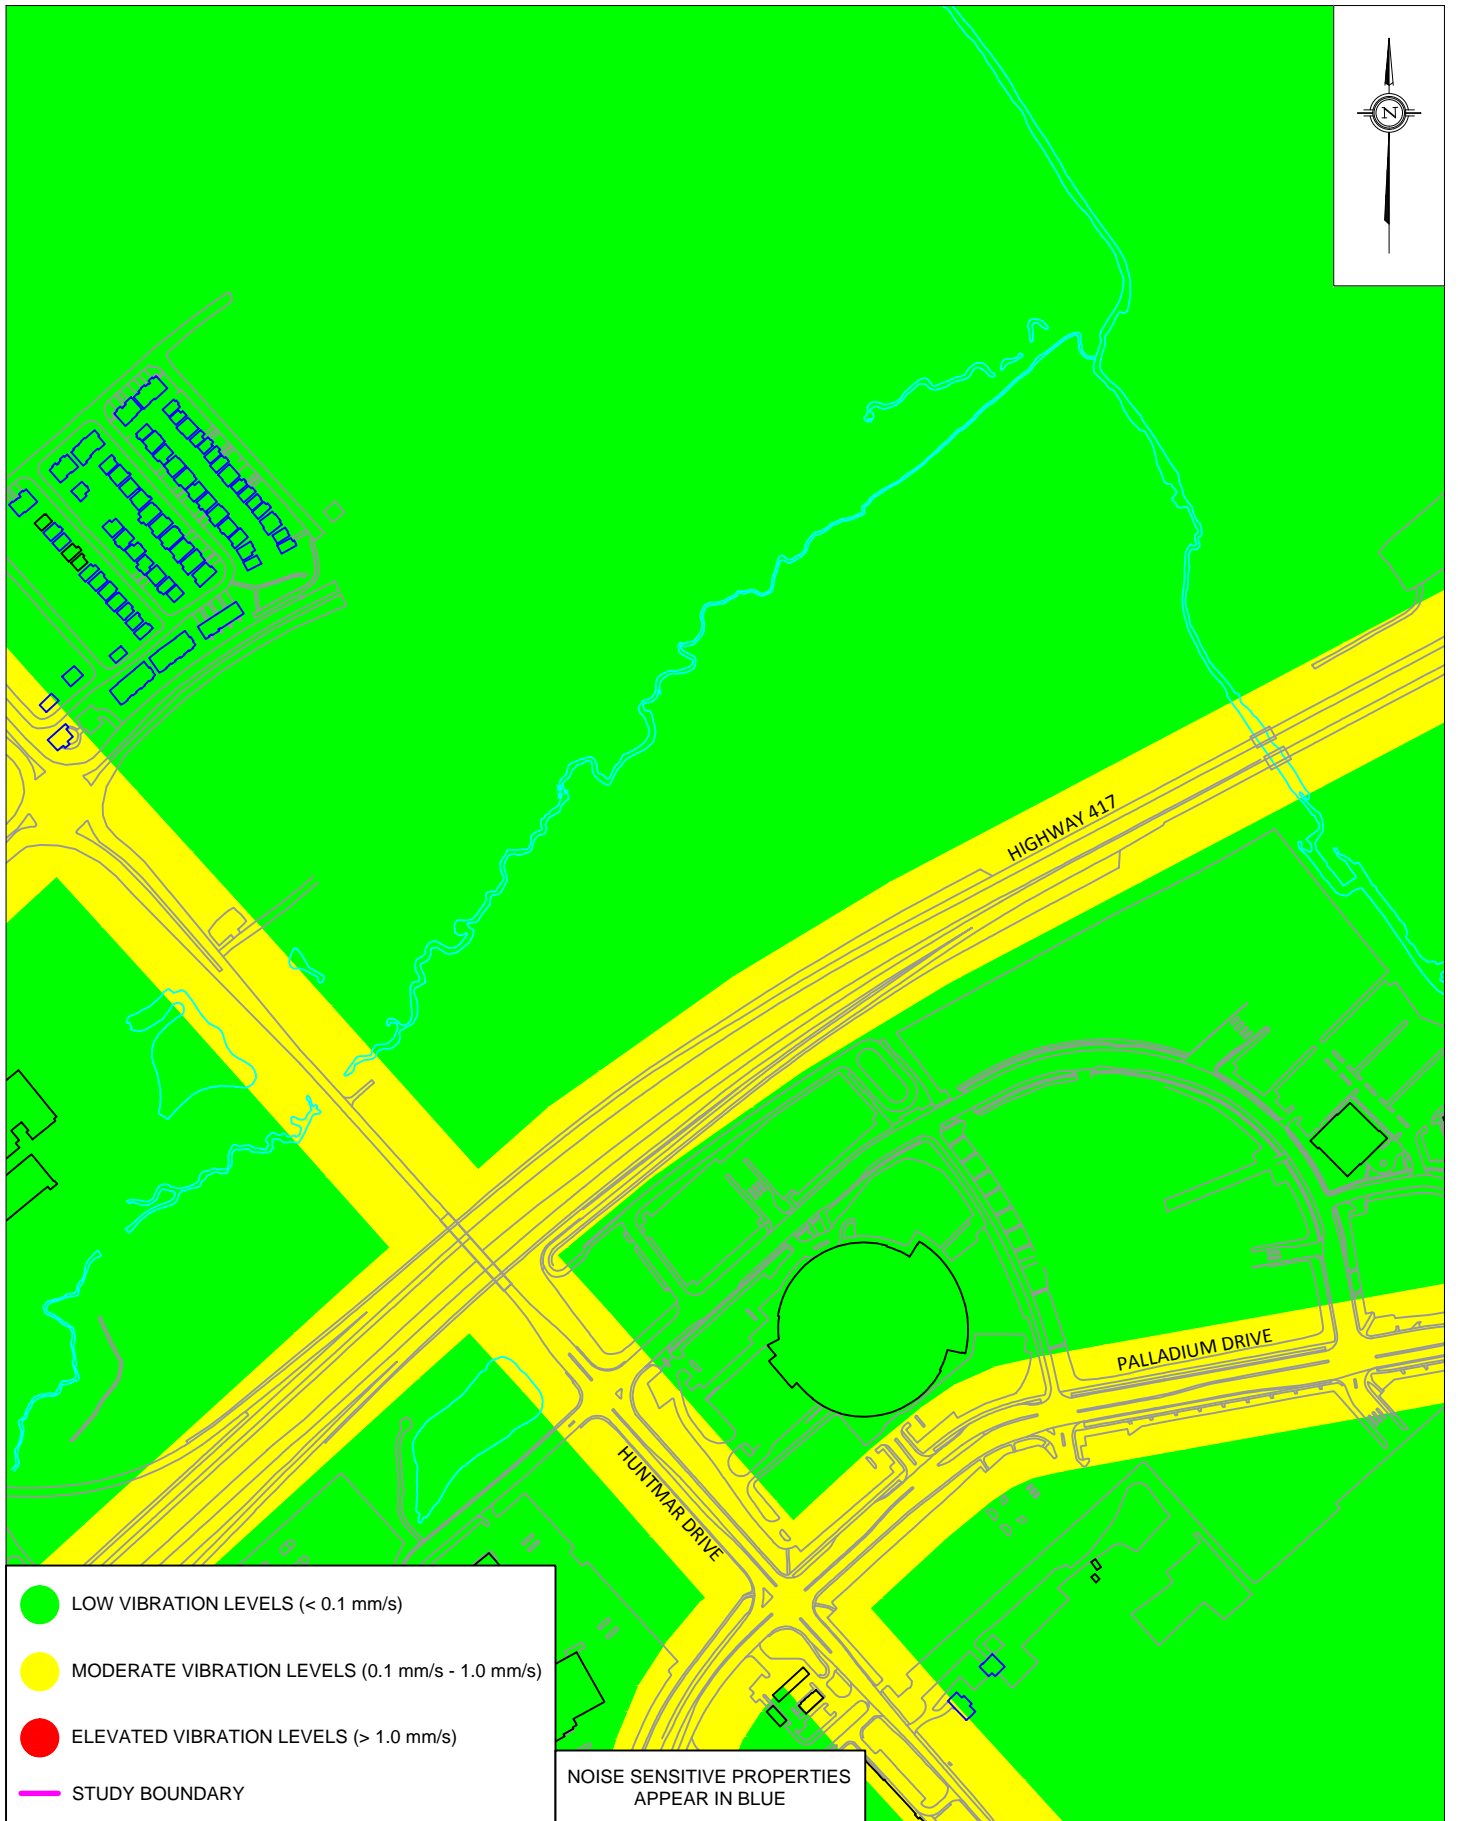 N
HIGHWAY 417
PALLADIUM DRIVE
HUNTMAR DRIVE
LOW VIBRATION LEVELS (< 0.1 mm/s)
MODERATE VIBRATION LEVELS (0.1 mm/s - 1.0 mm/s)
ELEVATED VIBRATION LEVELS (> 1.0 mm/s)
STUDY BOUNDARY
NOISE SENSITIVE PROPERTIES
APPEAR IN BLUE